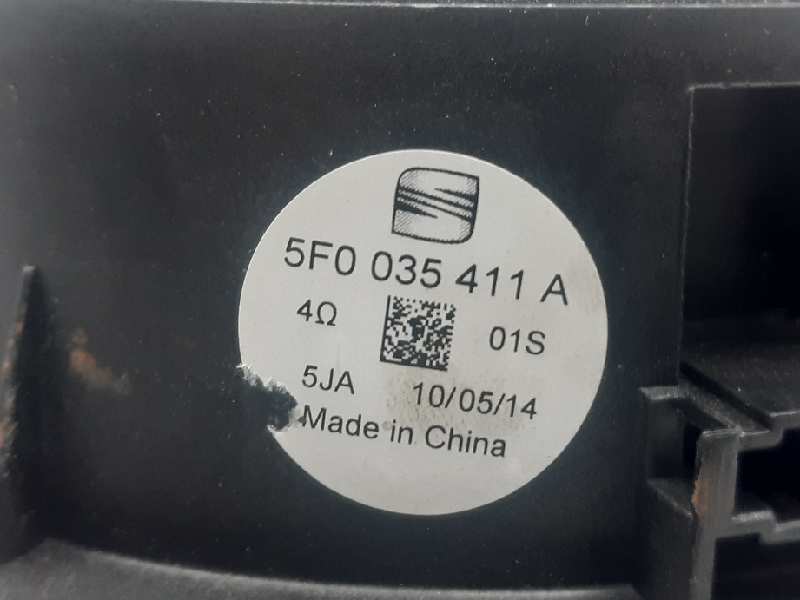 5F0 035 411 A
4Ω 01S
5JA 10/05/14
Made in China